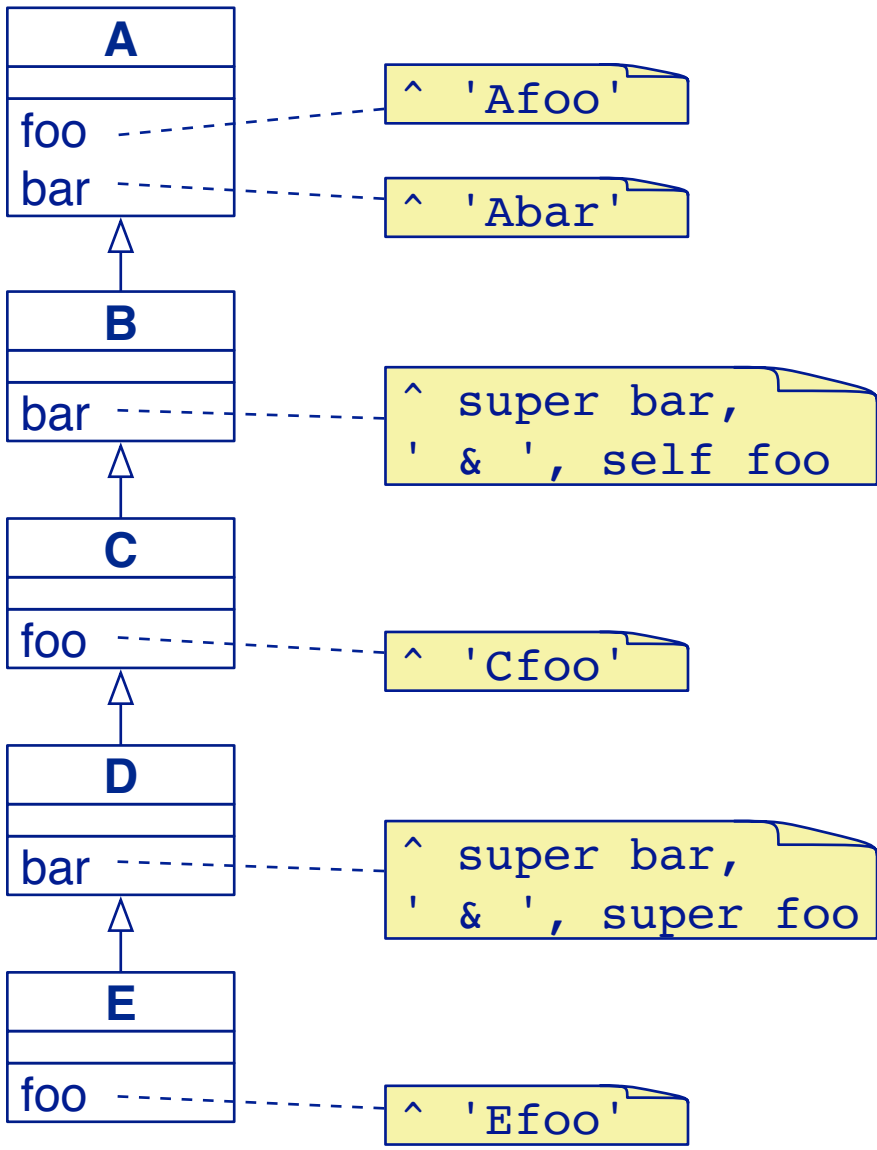 A
foo
bar
^ 'Afoo'
^ 'Abar'
B
bar
^ super bar,
' & ', self foo
C
foo
^ 'Cfoo'
D
bar
^ super bar,
' & ', super foo
E
foo
^ 'Efoo'